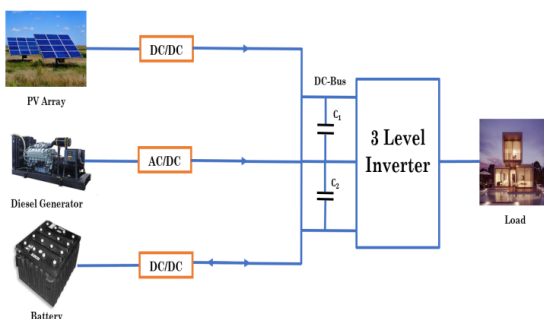 DC/DC
PV Array
DC-Bus
C1
3 Level
Inverter
AC/DC
Diesel Generator
C2
Load
DC/DC
Battery